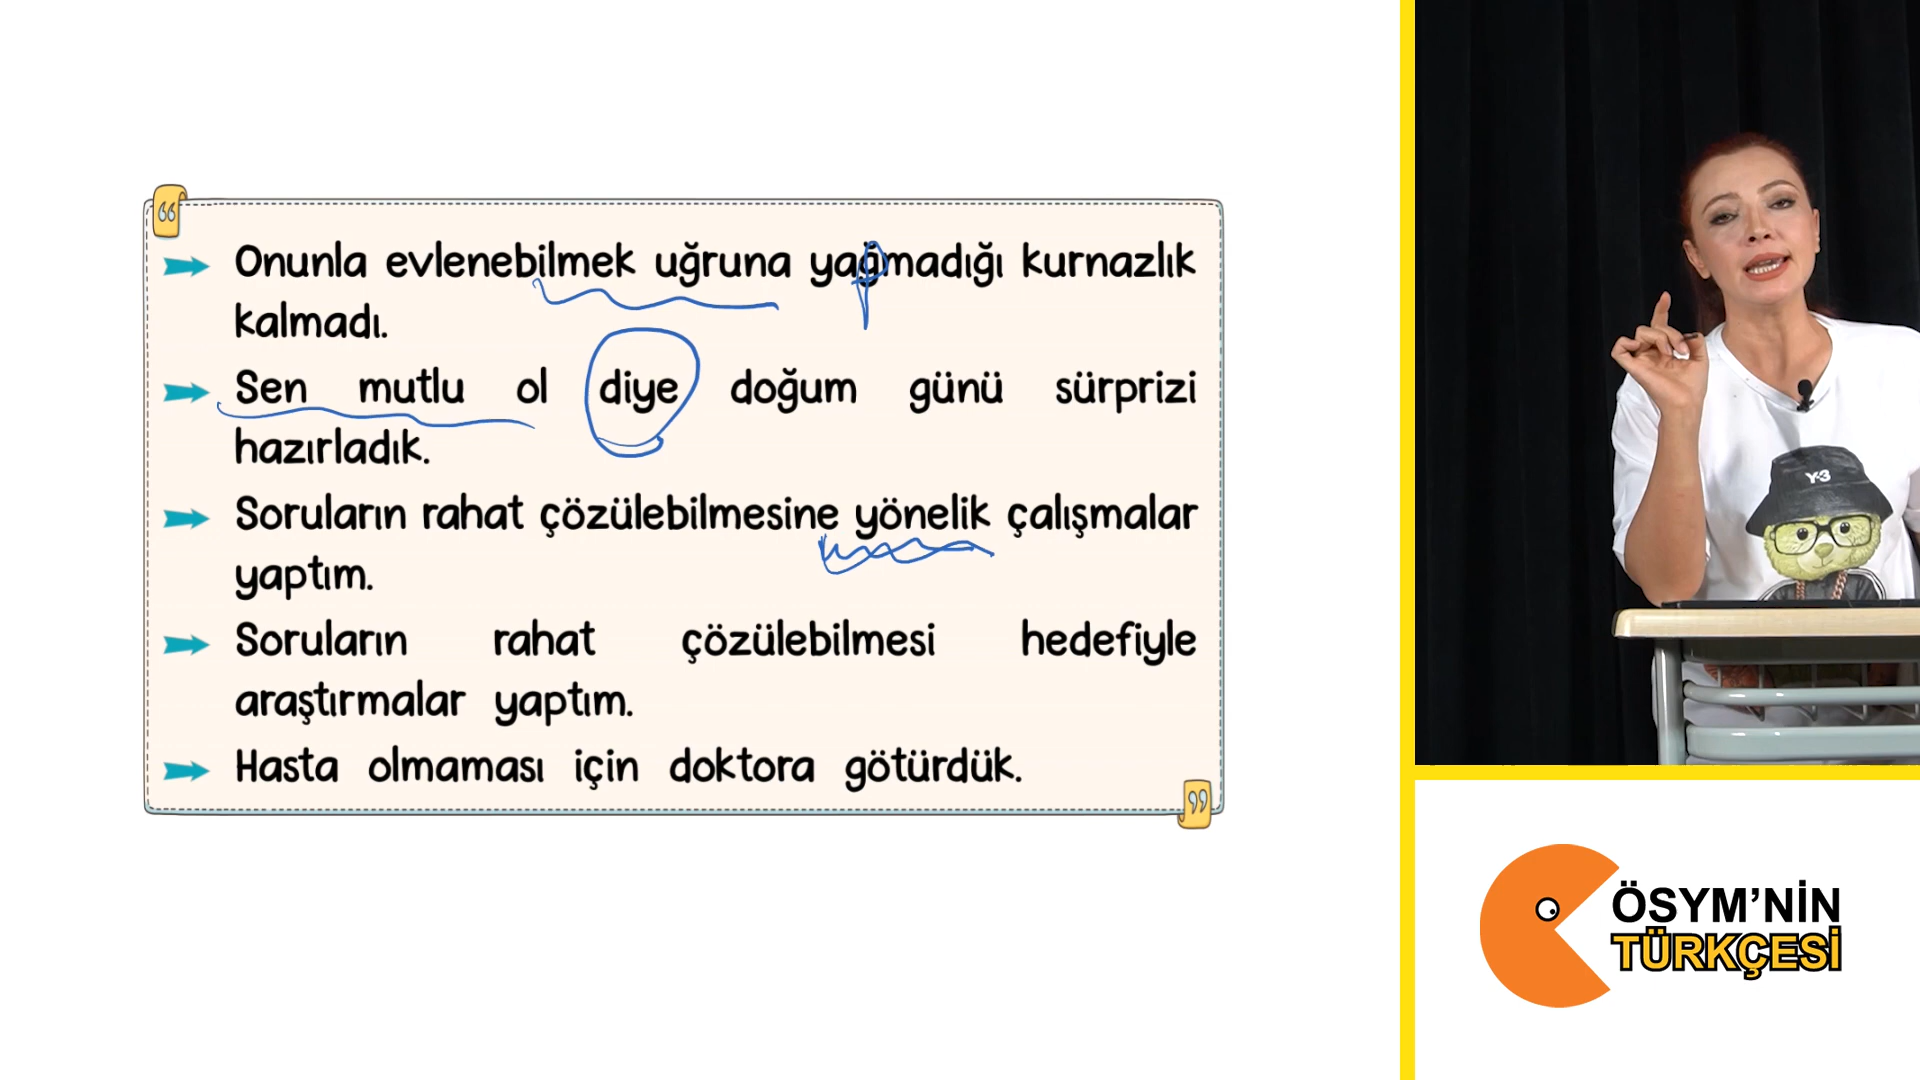 Onunla evlenebilmek uğruna yapmadığı kurnazlık
kalmadı.
Sen mutlu ol diye doğum günü sürprizi
hazırladık.
Soruların rahat çözülebilmesine yönelik çalışmalar
yaptım.
Soruların rahat çözülebilmesi hedefiyle
araştırmalar yaptım.
Hasta olmaması için doktora götürdük.
Y-3
ÖSYM’NİN
TÜRKÇESİ